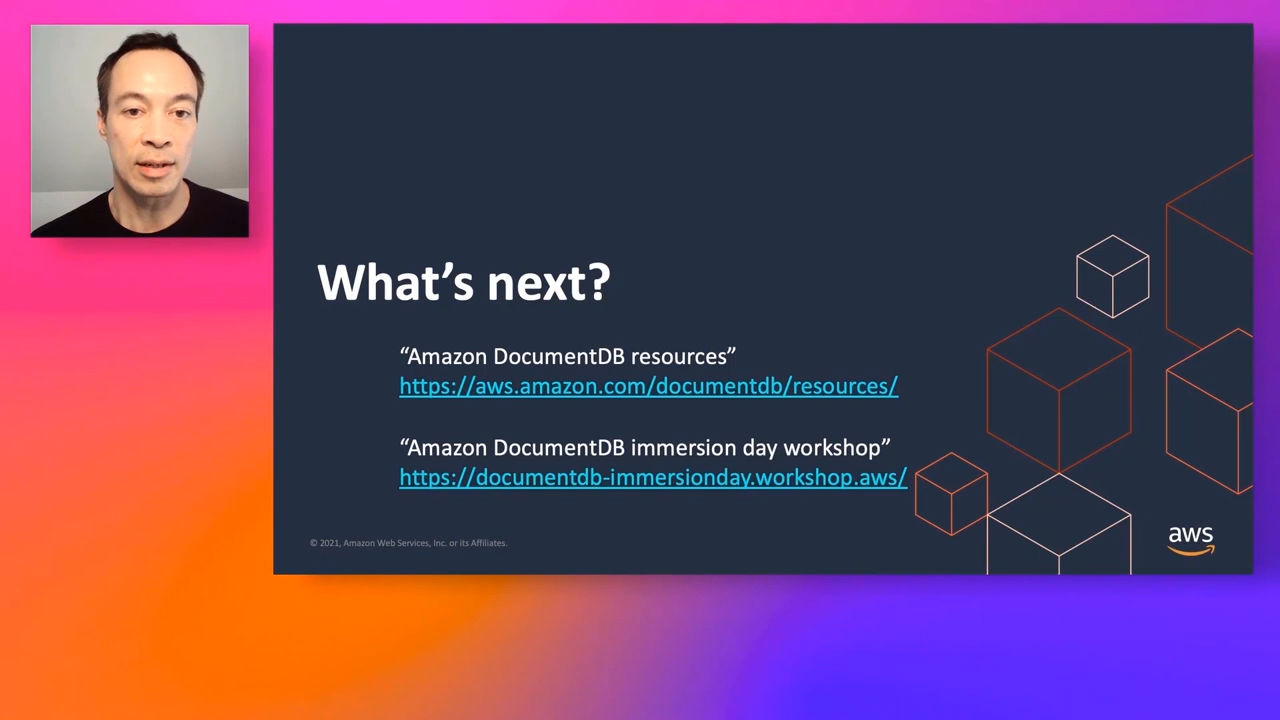 What’s next?
“Amazon DocumentDB resources”
https://aws.amazon.com/documentdb/resources/
“Amazon DocumentDB immersion day workshop”
https://documentdb-immersionday.workshop.aws/
© 2021, Amazon Web Services, Inc. or its Affiliates.
aws